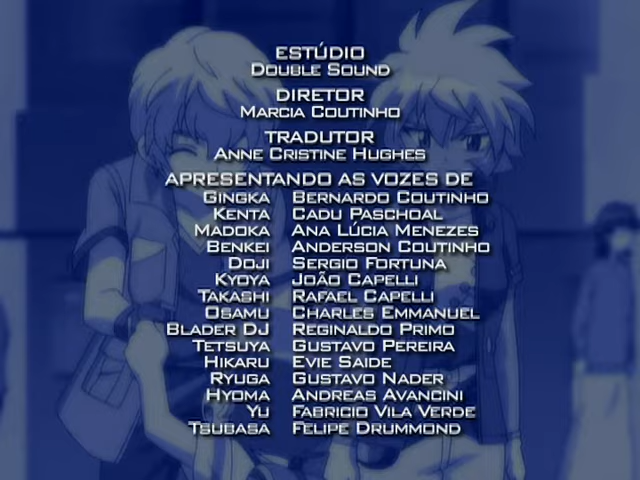 ESTÚDIO
DOUBLE SOUND
DIRETOR
MARCIA COUTINHO
TRADUTOR
ANNE CRISTINE HUGHES
APRESENTANDO AS VOZES DE
GINGKA BERNARDO COUTINHO
KENTA CADU PASCHOAL
MADOKA ANA LÚCIA MENEZES
BENKEI ANDERSON COUTINHO
DOJI SERGIO FORTUNA
KYOYA JOÃO CAPELLI
TAKASHI RAFAEL CAPELLI
OSAMU CHARLES EMMANUEL
BLADER DJ REGINALDO PRIMO
TETSUYA GUSTAVO PEREIRA
HIKARU EVIE SAIDE
RYUGA GUSTAVO NADER
HYOMA ANDREAS AVANCINI
YU FABRICIO VILA VERDE
TSUBASA FELIPE DRUMMOND